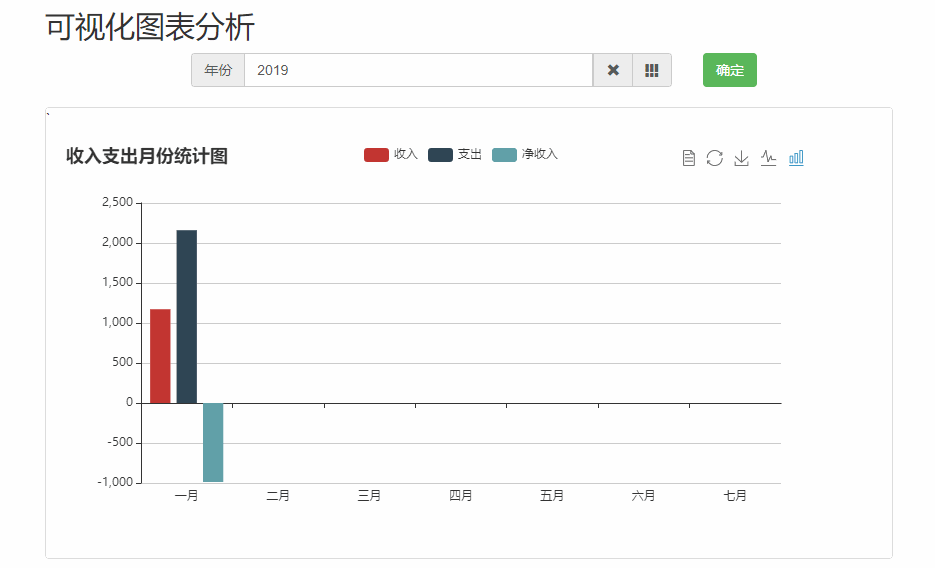 可视化图表分析
年份 2019 确定
`
收入支出月份统计图 收入 支出 净收入
2,500
2,000
1,500
1,000
500
0
-500
-1,000
一月 二月 三月 四月 五月 六月 七月